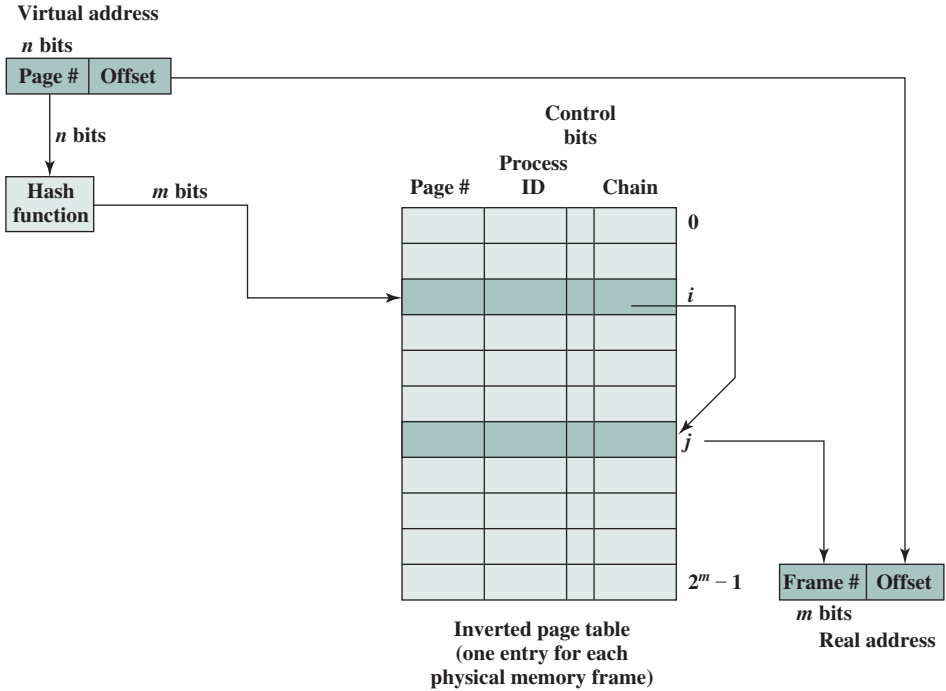 Virtual address
n bits
Page # Offset
n bits
Hash
function
m bits
Control
bits
Process
Page # ID Chain
0
i
j
2^m − 1
Frame # Offset
m bits
Real address
Inverted page table
(one entry for each
physical memory frame)